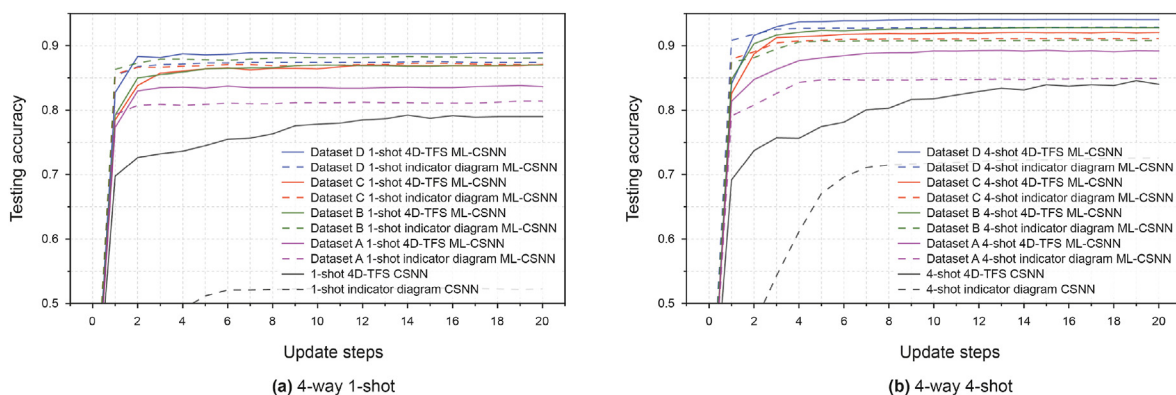 0.9
0.8
0.7
0.6
0.5
Testing accuracy
Dataset D 1-shot 4D-TFS ML-CSNN
Dataset D 1-shot indicator diagram ML-CSNN
Dataset C 1-shot 4D-TFS ML-CSNN
Dataset C 1-shot indicator diagram ML-CSNN
Dataset B 1-shot 4D-TFS ML-CSNN
Dataset B 1-shot indicator diagram ML-CSNN
Dataset A 1-shot 4D-TFS ML-CSNN
Dataset A 1-shot indicator diagram ML-CSNN
1-shot 4D-TFS CSNN
1-shot indicator diagram CSNN
0 2 4 6 8 10 12 14 16 18 20
Update steps
(a) 4-way 1-shot
0.9
0.8
0.7
0.6
0.5
Testing accuracy
Dataset D 4-shot 4D-TFS ML-CSNN
Dataset D 4-shot indicator diagram ML-CSNN
Dataset C 4-shot 4D-TFS ML-CSNN
Dataset C 4-shot indicator diagram ML-CSNN
Dataset B 4-shot 4D-TFS ML-CSNN
Dataset B 4-shot indicator diagram ML-CSNN
Dataset A 4-shot 4D-TFS ML-CSNN
Dataset A 4-shot indicator diagram ML-CSNN
4-shot 4D-TFS CSNN
4-shot indicator diagram CSNN
0 2 4 6 8 10 12 14 16 18 20
Update steps
(b) 4-way 4-shot